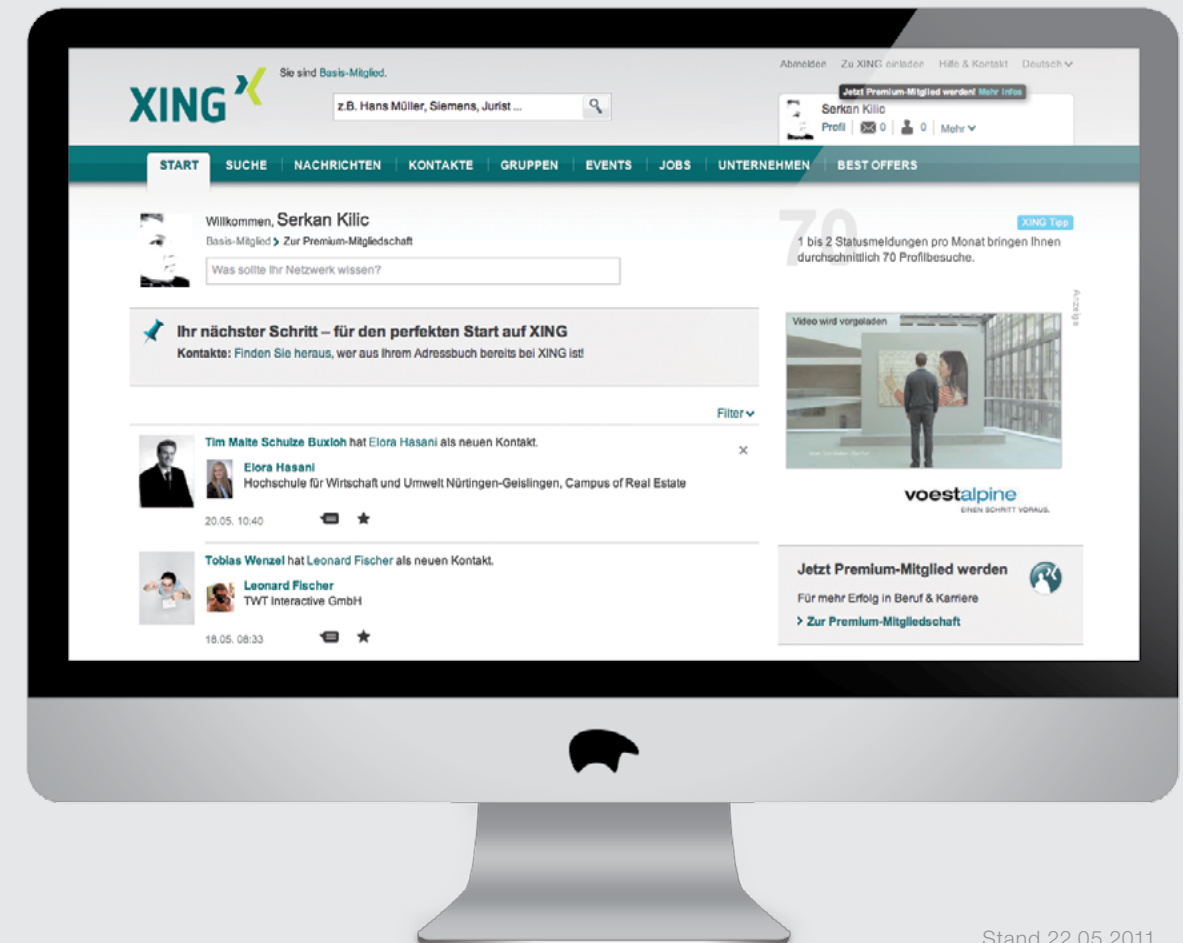 XING
Sie sind Basis-Mitglied.
z.B. Hans Müller, Siemens, Jurist ...
Abmelden Zu XING einladen Hilfe & Kontakt Deutsch
Jetzt Premium-Mitglied werden! Mehr Infos
Serkan Kilic
Profil 0 0 Mehr
START SUCHE NACHRICHTEN KONTAKTE GRUPPEN EVENTS JOBS UNTERNEHMEN BEST OFFERS
Willkommen, Serkan Kilic
Basis-Mitglied > Zur Premium-Mitgliedschaft
Was sollte Ihr Netzwerk wissen?
70
XING Tipp
1 bis 2 Statusmeldungen pro Monat bringen Ihnen
durchschnittlich 70 Profilbesuche.
Anzeige
Ihr nächster Schritt – für den perfekten Start auf XING
Kontakte: Finden Sie heraus, wer aus Ihrem Adressbuch bereits bei XING ist!
Video wird vorgeladen
voestalpine
EINEN SCHRITT VORAUS.
Filter
Tim Malte Schulze Buxloh hat Elora Hasani als neuen Kontakt.
Elora Hasani
Hochschule für Wirtschaft und Umwelt Nürtingen-Geislingen, Campus of Real Estate
20.05. 10:40
Tobias Wenzel hat Leonard Fischer als neuen Kontakt.
Leonard Fischer
TWT Interactive GmbH
18.05. 08:33
Jetzt Premium-Mitglied werden
Für mehr Erfolg in Beruf & Karriere
> Zur Premium-Mitgliedschaft
Stand 22.05.2011